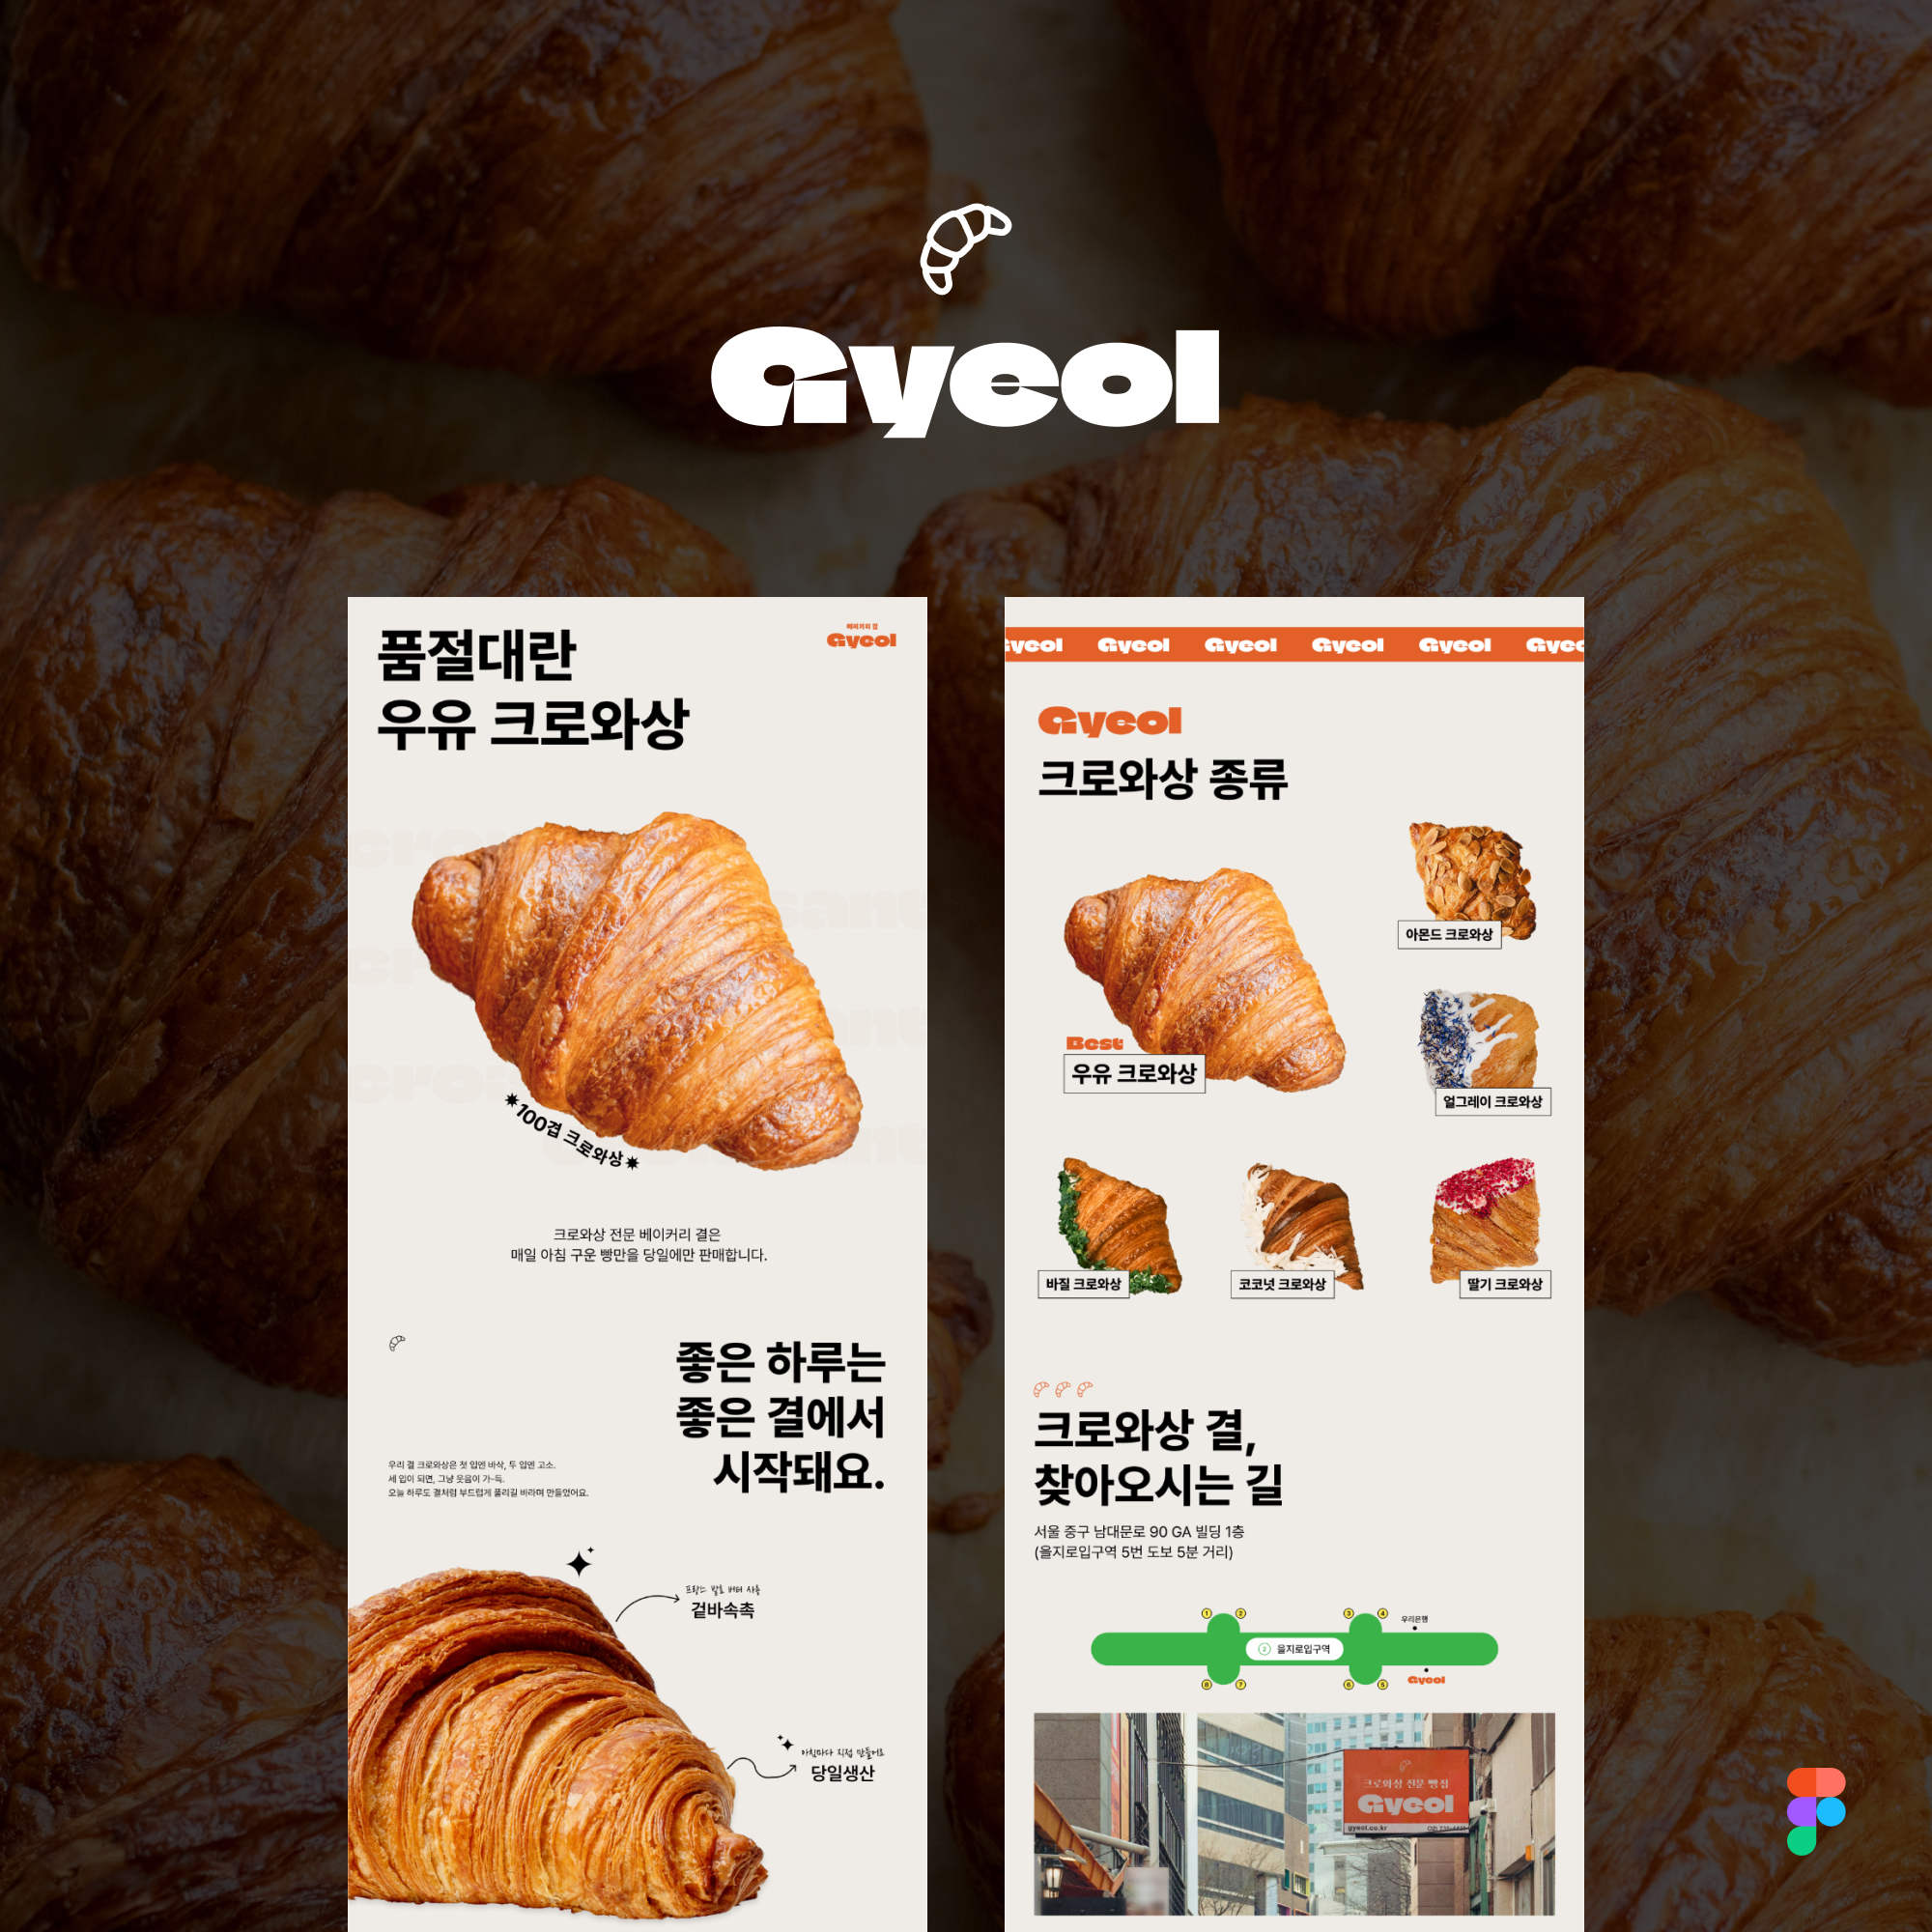 Gyeol
품절대란
우유 크로와상
베이커리 결
Gyeol
croi
sant
cr
ant
croi
nt
*100겹 크로와상*
크로와상 전문 베이커리 결은
매일 아침 구운 빵만을 당일에만 판매합니다.
좋은 하루는
좋은 결에서
시작돼요.
우리 결 크로와상은 첫 입엔 바삭, 두 입엔 고소.
세 입이 되면, 그냥 웃음이 가-득.
오늘 하루도 결처럼 부드럽게 풀리길 바라며 만들었어요.
프랑스 발효 버터 사용
겉바속촉
아침마다 직접 만들어요
당일생산
Gyeol Gyeol Gyeol Gyeol Gyeol Gyeo
Gyeol
크로와상 종류
아몬드 크로와상
Best
우유 크로와상
얼그레이 크로와상
바질 크로와상
코코넛 크로와상
딸기 크로와상
크로와상 결,
찾아오시는 길
서울 중구 남대문로 90 GA 빌딩 1층
(을지로입구역 5번 도보 5분 거리)
1 2 3 4
우리은행
2 을지로입구역
8 7 6 5
Gyeol
크로와상 전문 빵집
Gyeol
gyeol.co.kr